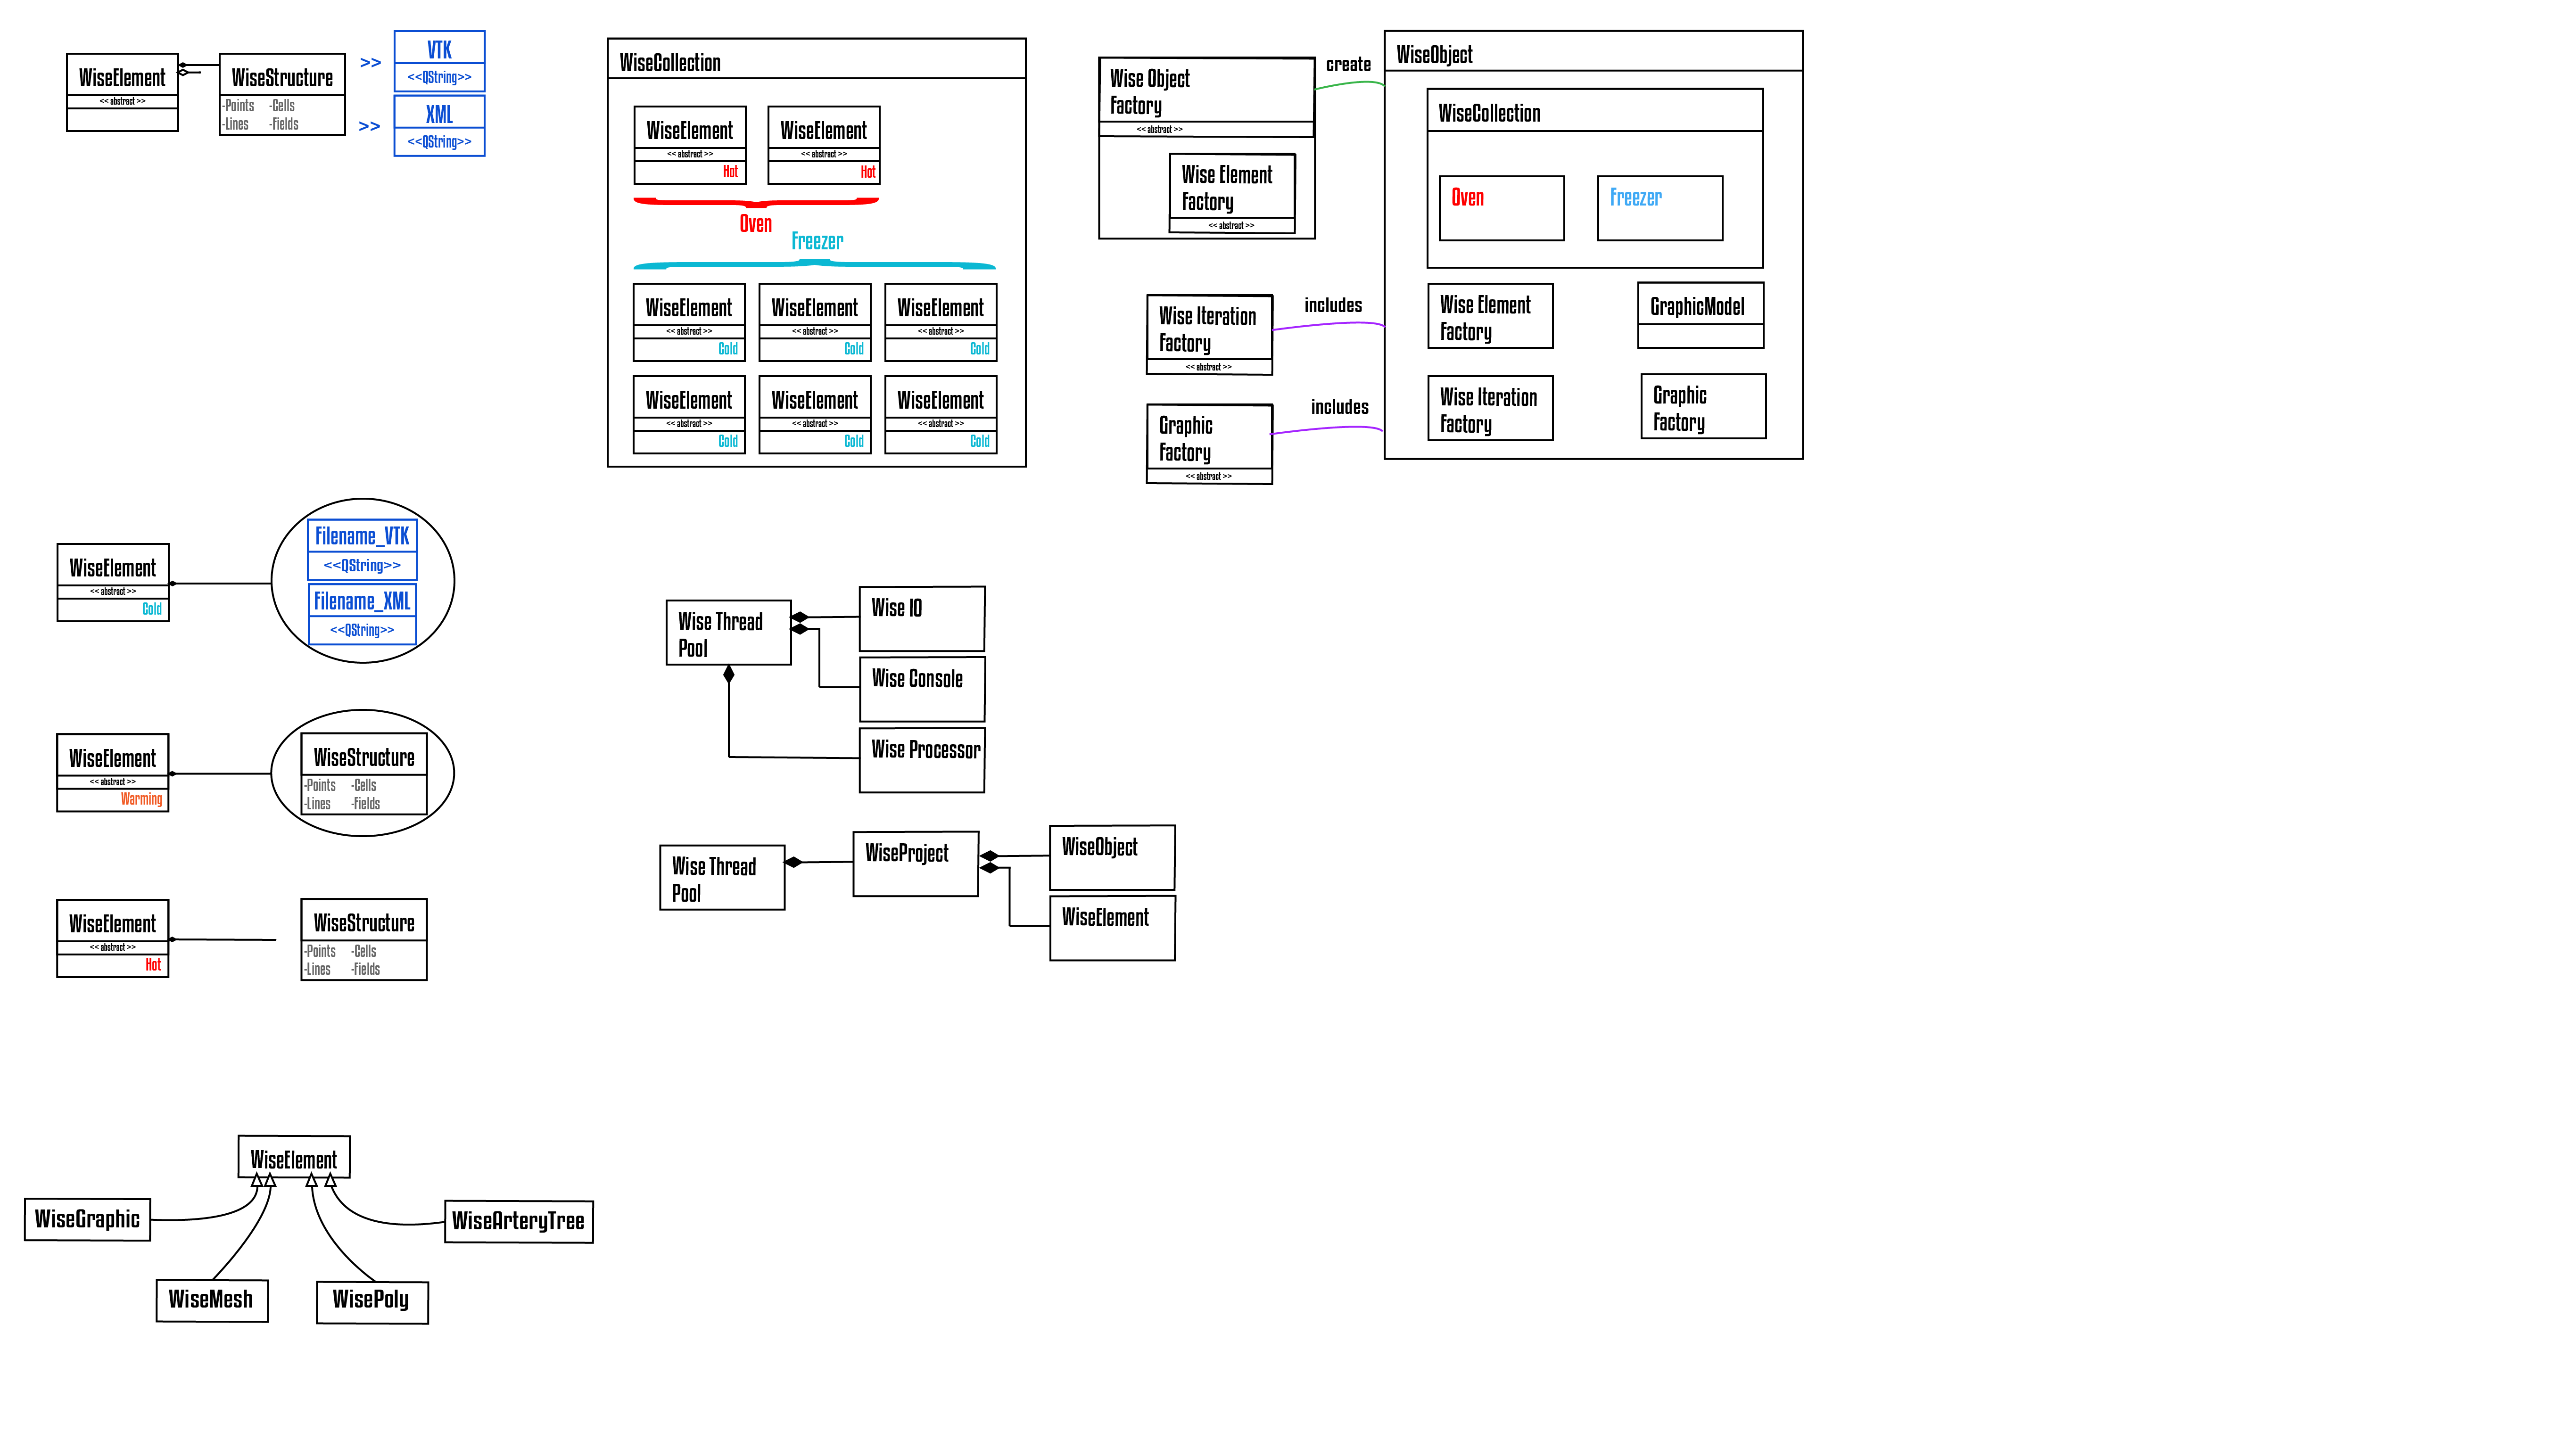 WiseElement
<< abstract >>
WiseStructure
-Points -Cells
-Lines -Fields
>>
VTK
<<QString>>
>>
XML
<<QString>>
WiseCollection
WiseElement
<< abstract >>
Hot
WiseElement
<< abstract >>
Hot
Oven
Freezer
WiseElement
<< abstract >>
Cold
WiseElement
<< abstract >>
Cold
WiseElement
<< abstract >>
Cold
WiseElement
<< abstract >>
Cold
WiseElement
<< abstract >>
Cold
WiseElement
<< abstract >>
Cold
Wise Object
Factory
<< abstract >>
Wise Element
Factory
<< abstract >>
create
Wise Iteration
Factory
<< abstract >>
includes
Graphic
Factory
<< abstract >>
includes
WiseObject
WiseCollection
Oven
Freezer
Wise Element
Factory
GraphicModel
Wise Iteration
Factory
Graphic
Factory
WiseElement
<< abstract >>
Cold
Filename_VTK
<<QString>>
Filename_XML
<<QString>>
WiseElement
<< abstract >>
Warming
WiseStructure
-Points -Cells
-Lines -Fields
WiseElement
<< abstract >>
Hot
WiseStructure
-Points -Cells
-Lines -Fields
Wise Thread
Pool
Wise IO
Wise Console
Wise Processor
Wise Thread
Pool
WiseProject
WiseObject
WiseElement
WiseElement
WiseGraphic
WiseArteryTree
WiseMesh
WisePoly